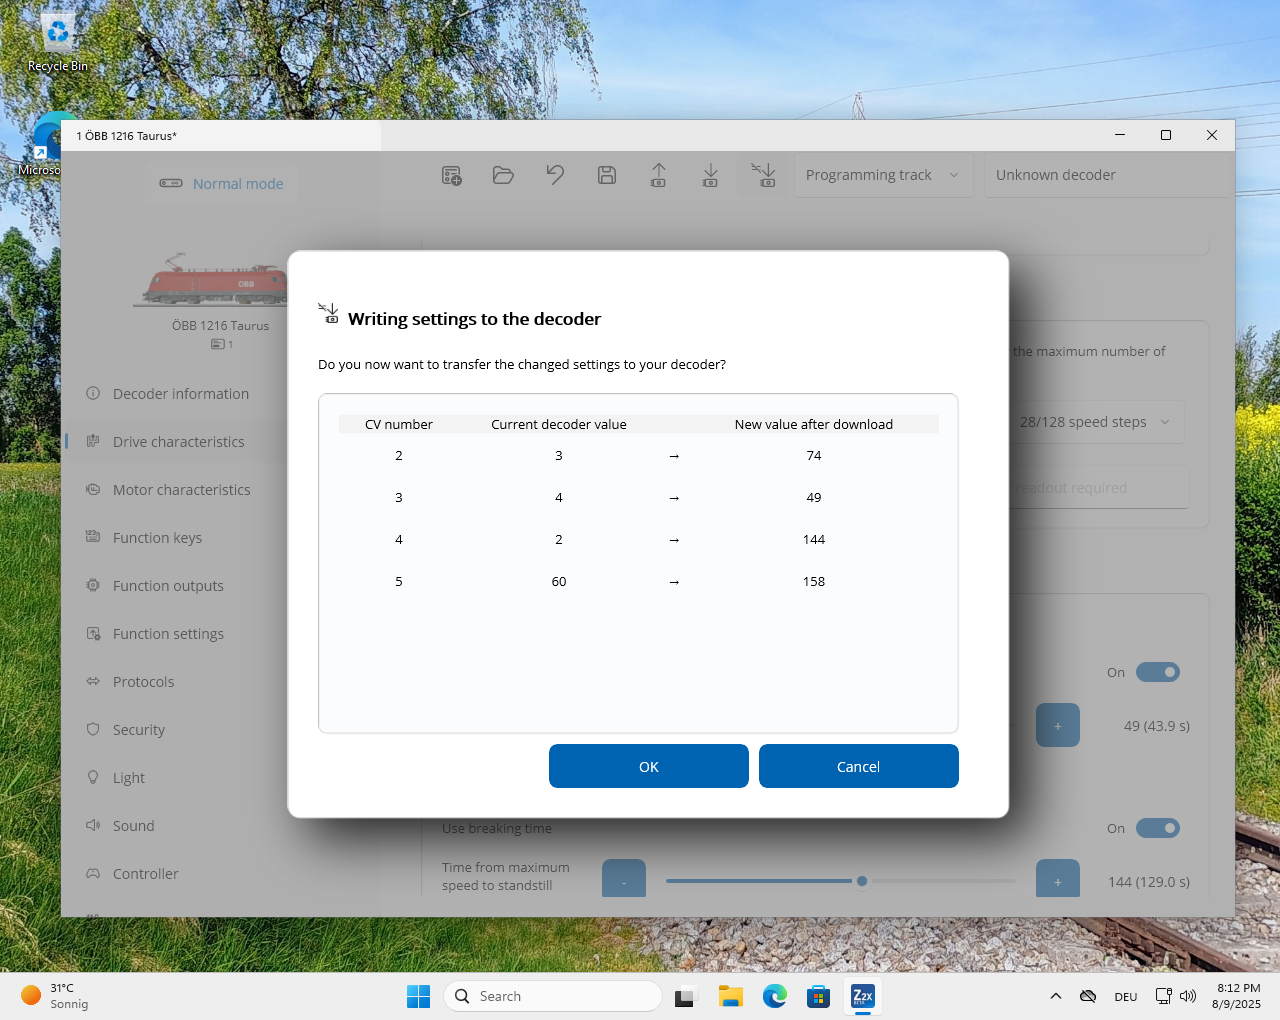 Recycle Bin
1 ÖBB 1216 Taurus*
Normal mode
Programming track
Unknown decoder
ÖBB 1216 Taurus
1
Decoder information
Drive characteristics
Motor characteristics
Function keys
Function outputs
Function settings
Protocols
Security
Light
Sound
Controller
Writing settings to the decoder
Do you now want to transfer the changed settings to your decoder?
CV number Current decoder value New value after download
2 3 → 74
3 4 → 49
4 2 → 144
5 60 → 158
OK Cancel
the maximum number of
28/128 speed steps
readout required
On
+ 49 (43.9 s)
Use breaking time On
Time from maximum
speed to standstill
- + 144 (129.0 s)
31°C
Sonnig
Search
Z2X
BETA
DEU
8:12 PM
8/9/2025